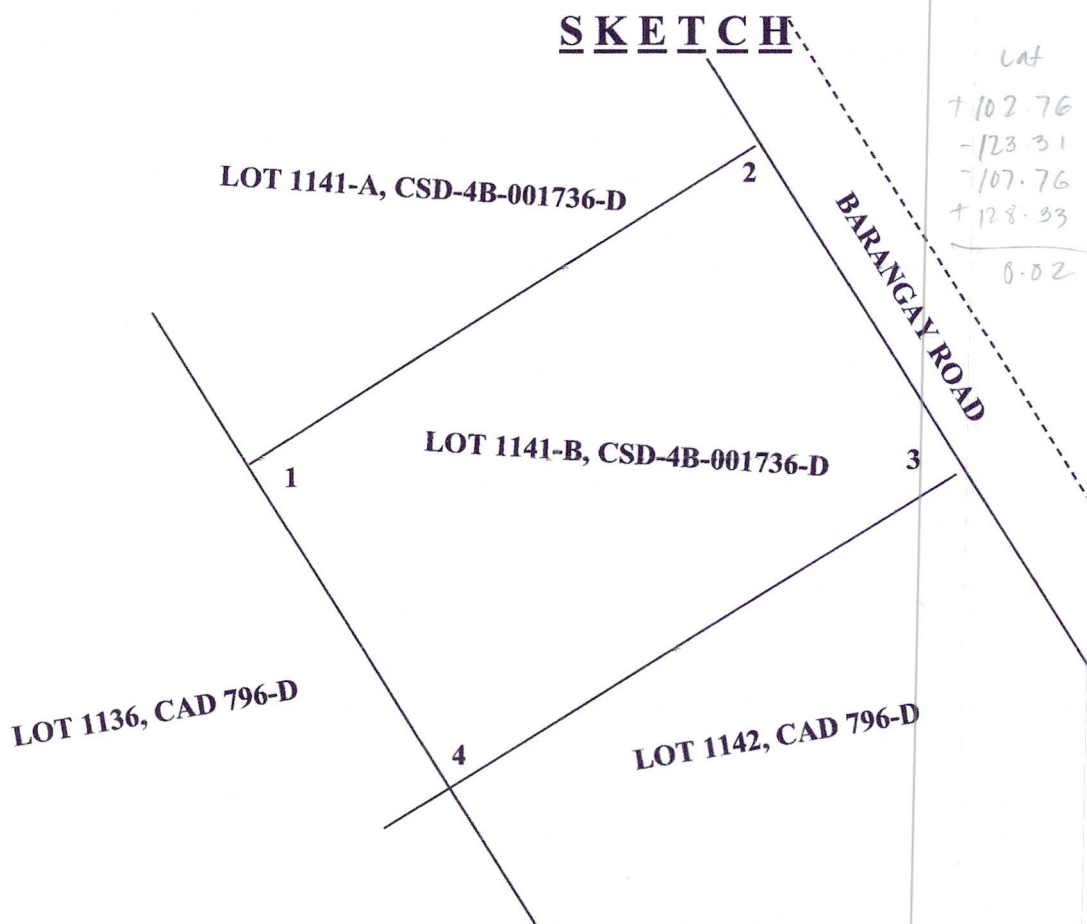 SKETCH
Lat
+102.76
-123.31
-107.76
+128.33
0.02
LOT 1141-A, CSD-4B-001736-D
2
BARANGAY ROAD
LOT 1141-B, CSD-4B-001736-D
3
1
LOT 1136, CAD 796-D
4
LOT 1142, CAD 796-D